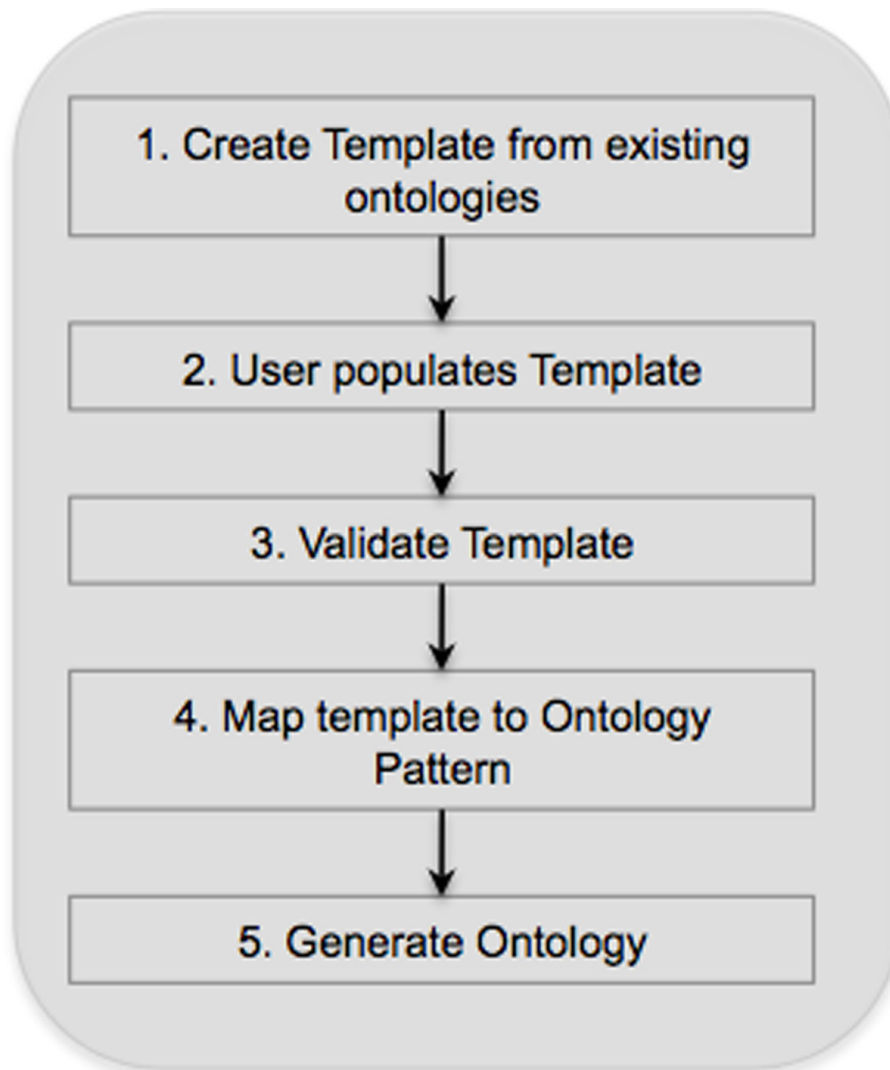 1. Create Template from existing
ontologies
2. User populates Template
3. Validate Template
4. Map template to Ontology
Pattern
5. Generate Ontology